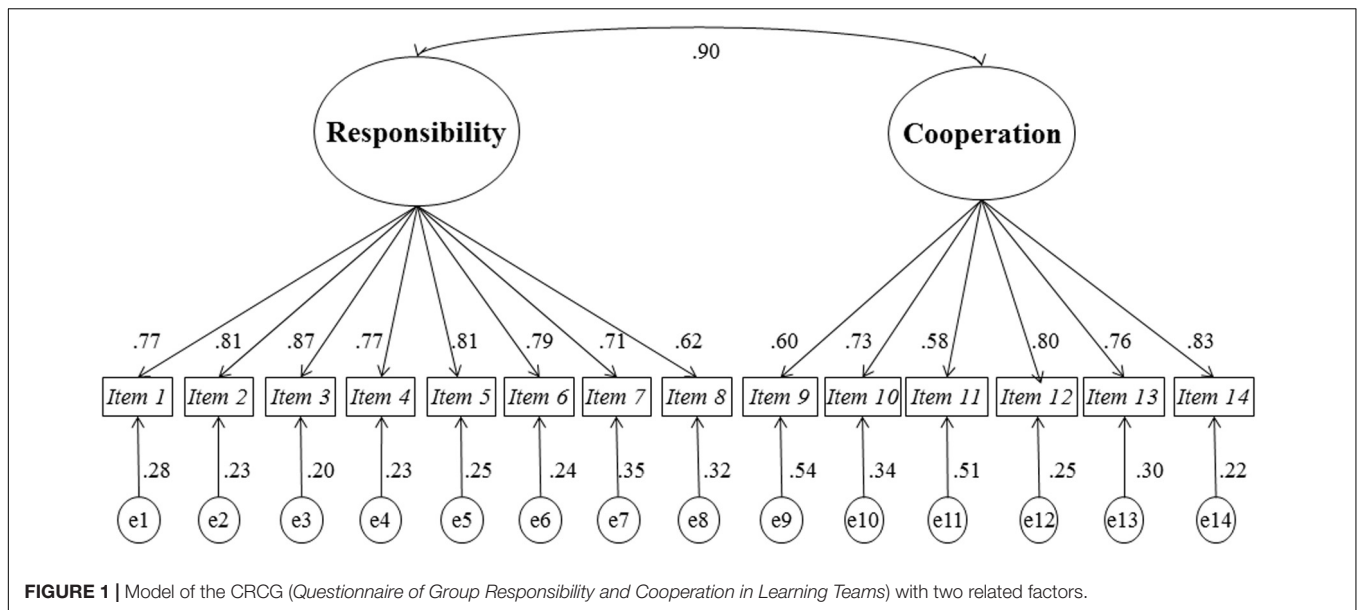 .90
Responsibility Cooperation
.77 .81 .87 .77 .81 .79 .71 .62 .60 .73 .58 .80 .76 .83
Item 1 Item 2 Item 3 Item 4 Item 5 Item 6 Item 7 Item 8 Item 9 Item 10 Item 11 Item 12 Item 13 Item 14
.28 .23 .20 .23 .25 .24 .35 .32 .54 .34 .51 .25 .30 .22
e1 e2 e3 e4 e5 e6 e7 e8 e9 e10 e11 e12 e13 e14
FIGURE 1 | Model of the CRCG (Questionnaire of Group Responsibility and Cooperation in Learning Teams) with two related factors.